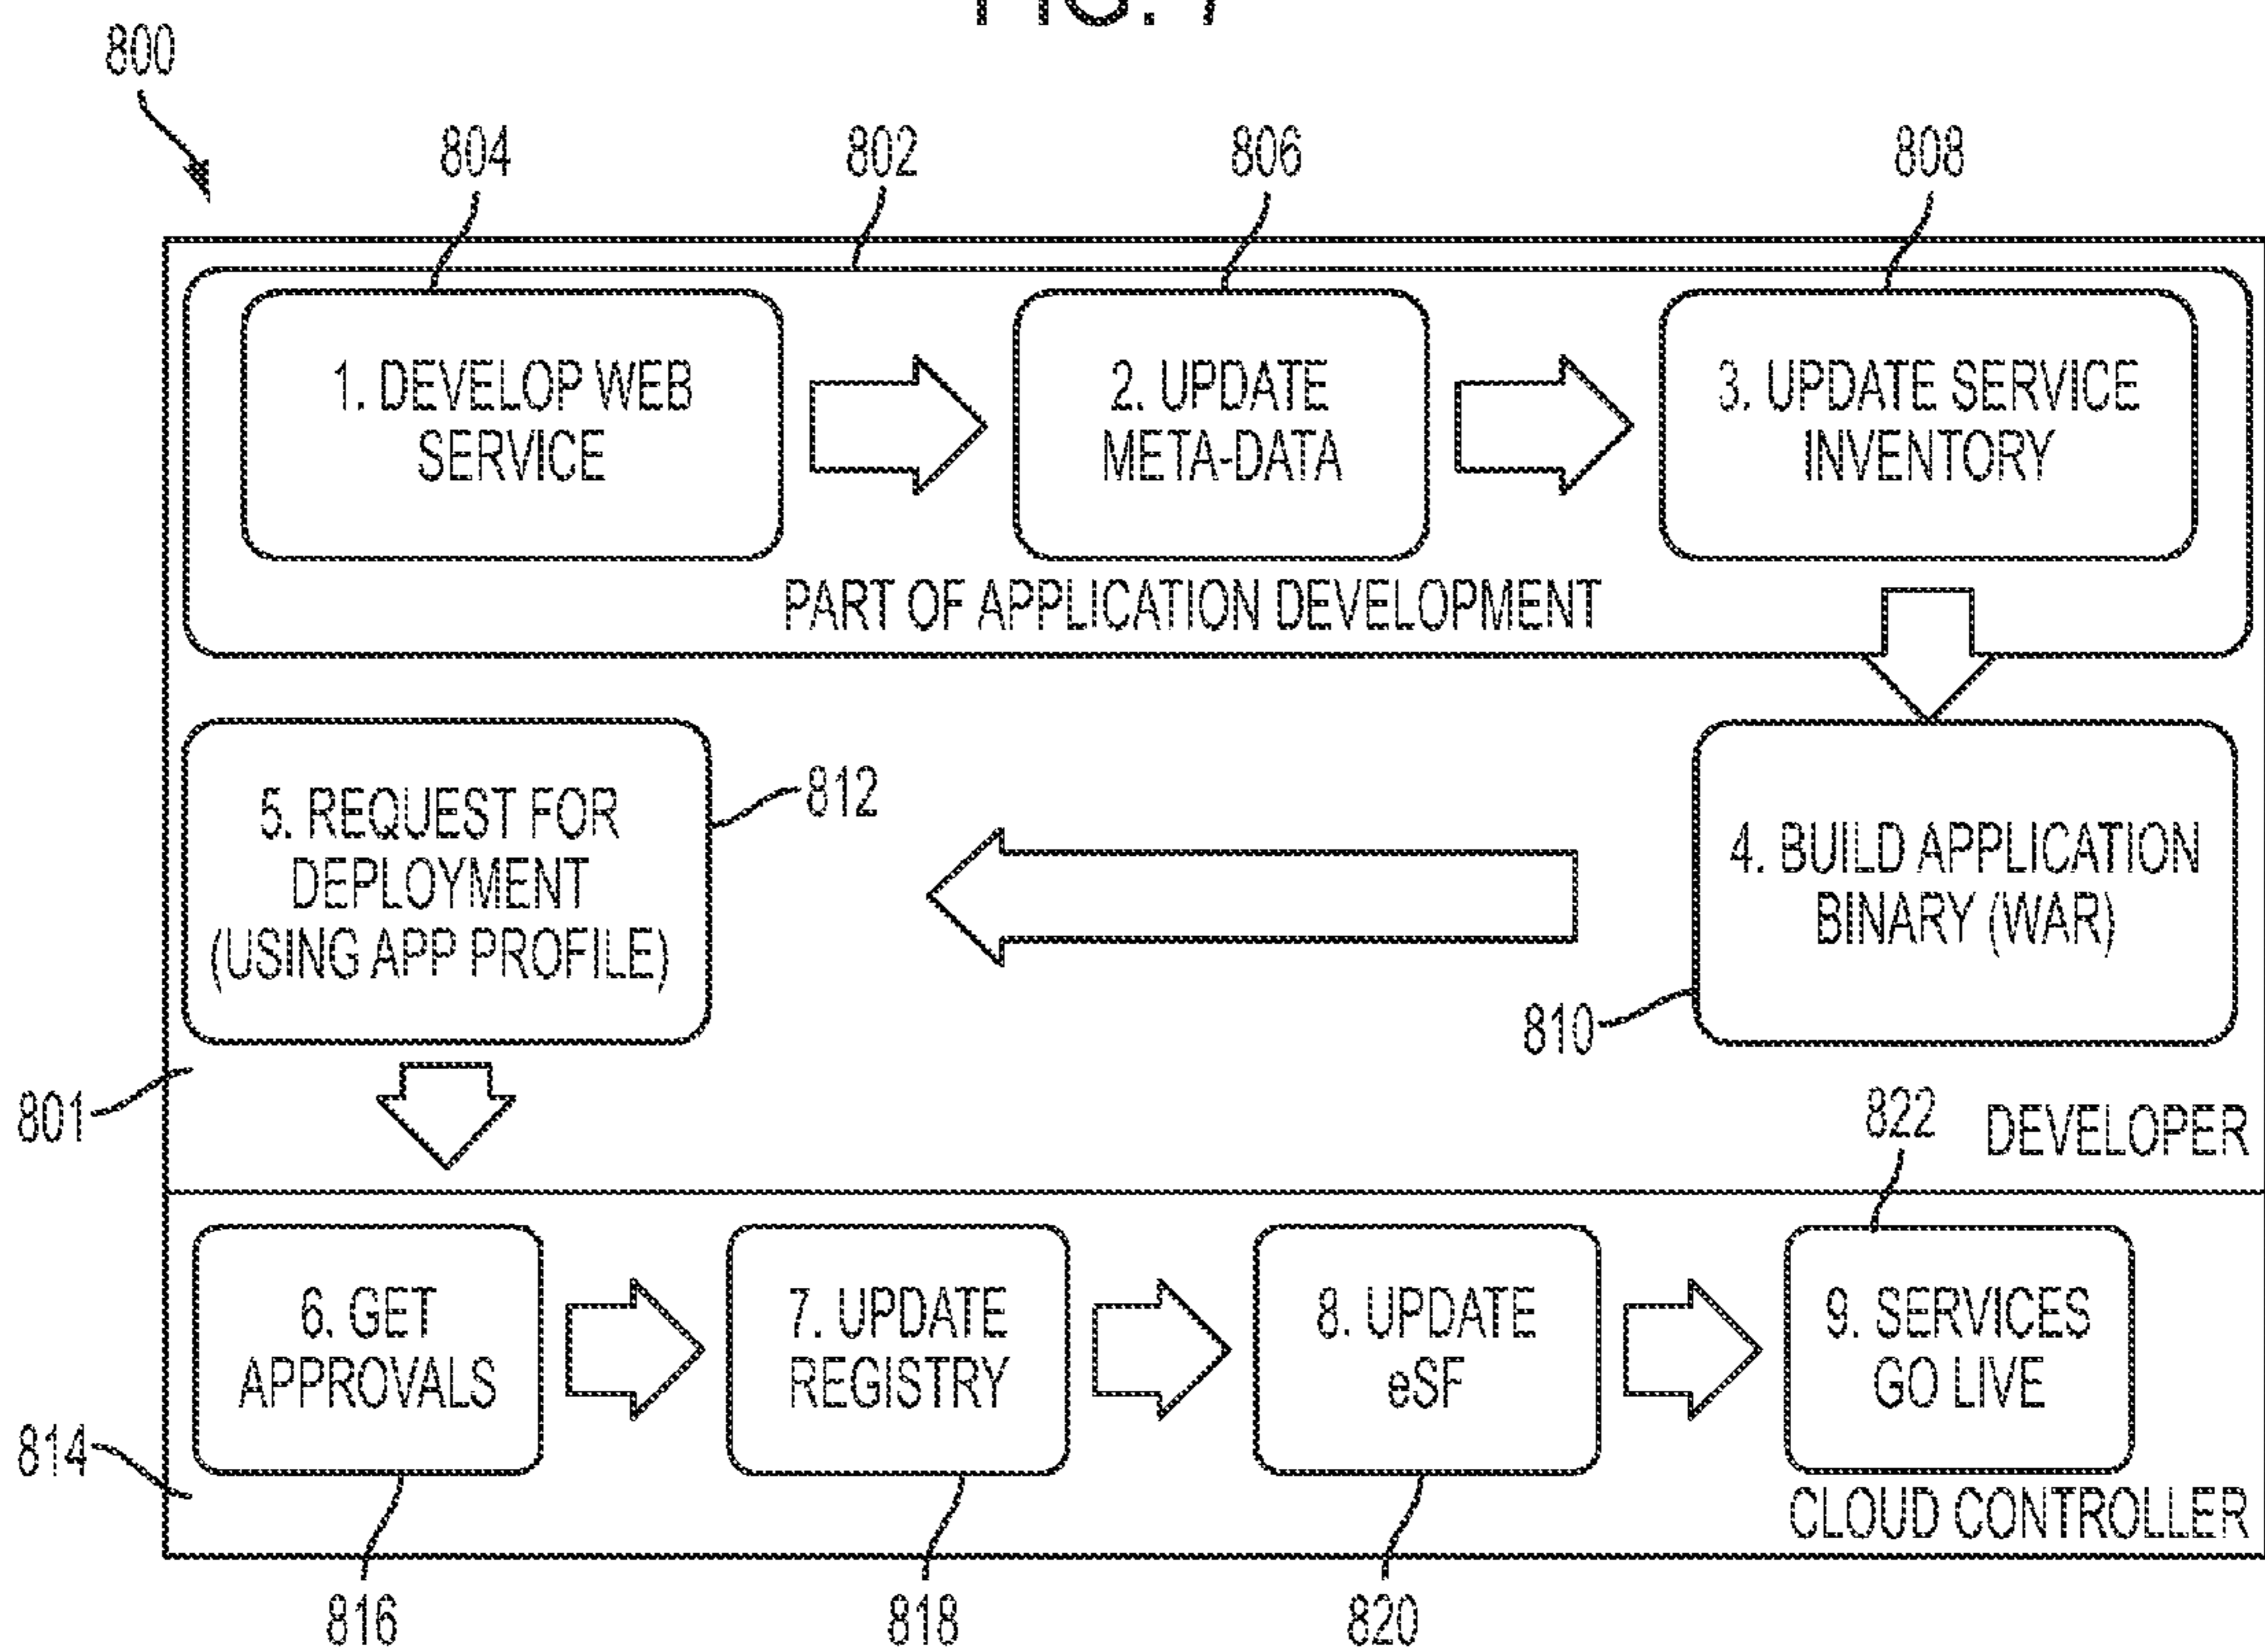 FIG. 7
800
804
802
806
808
1. DEVELOP WEB
SERVICE
2. UPDATE
META-DATA
3. UPDATE SERVICE
INVENTORY
PART OF APPLICATION DEVELOPMENT
5. REQUEST FOR
DEPLOYMENT
(USING APP PROFILE)
812
4. BUILD APPLICATION
BINARY (WAR)
810
801
822
DEVELOPER
6. GET
APPROVALS
7. UPDATE
REGISTRY
8. UPDATE
eSF
9. SERVICES
GO LIVE
814
CLOUD CONTROLLER
816
818
820